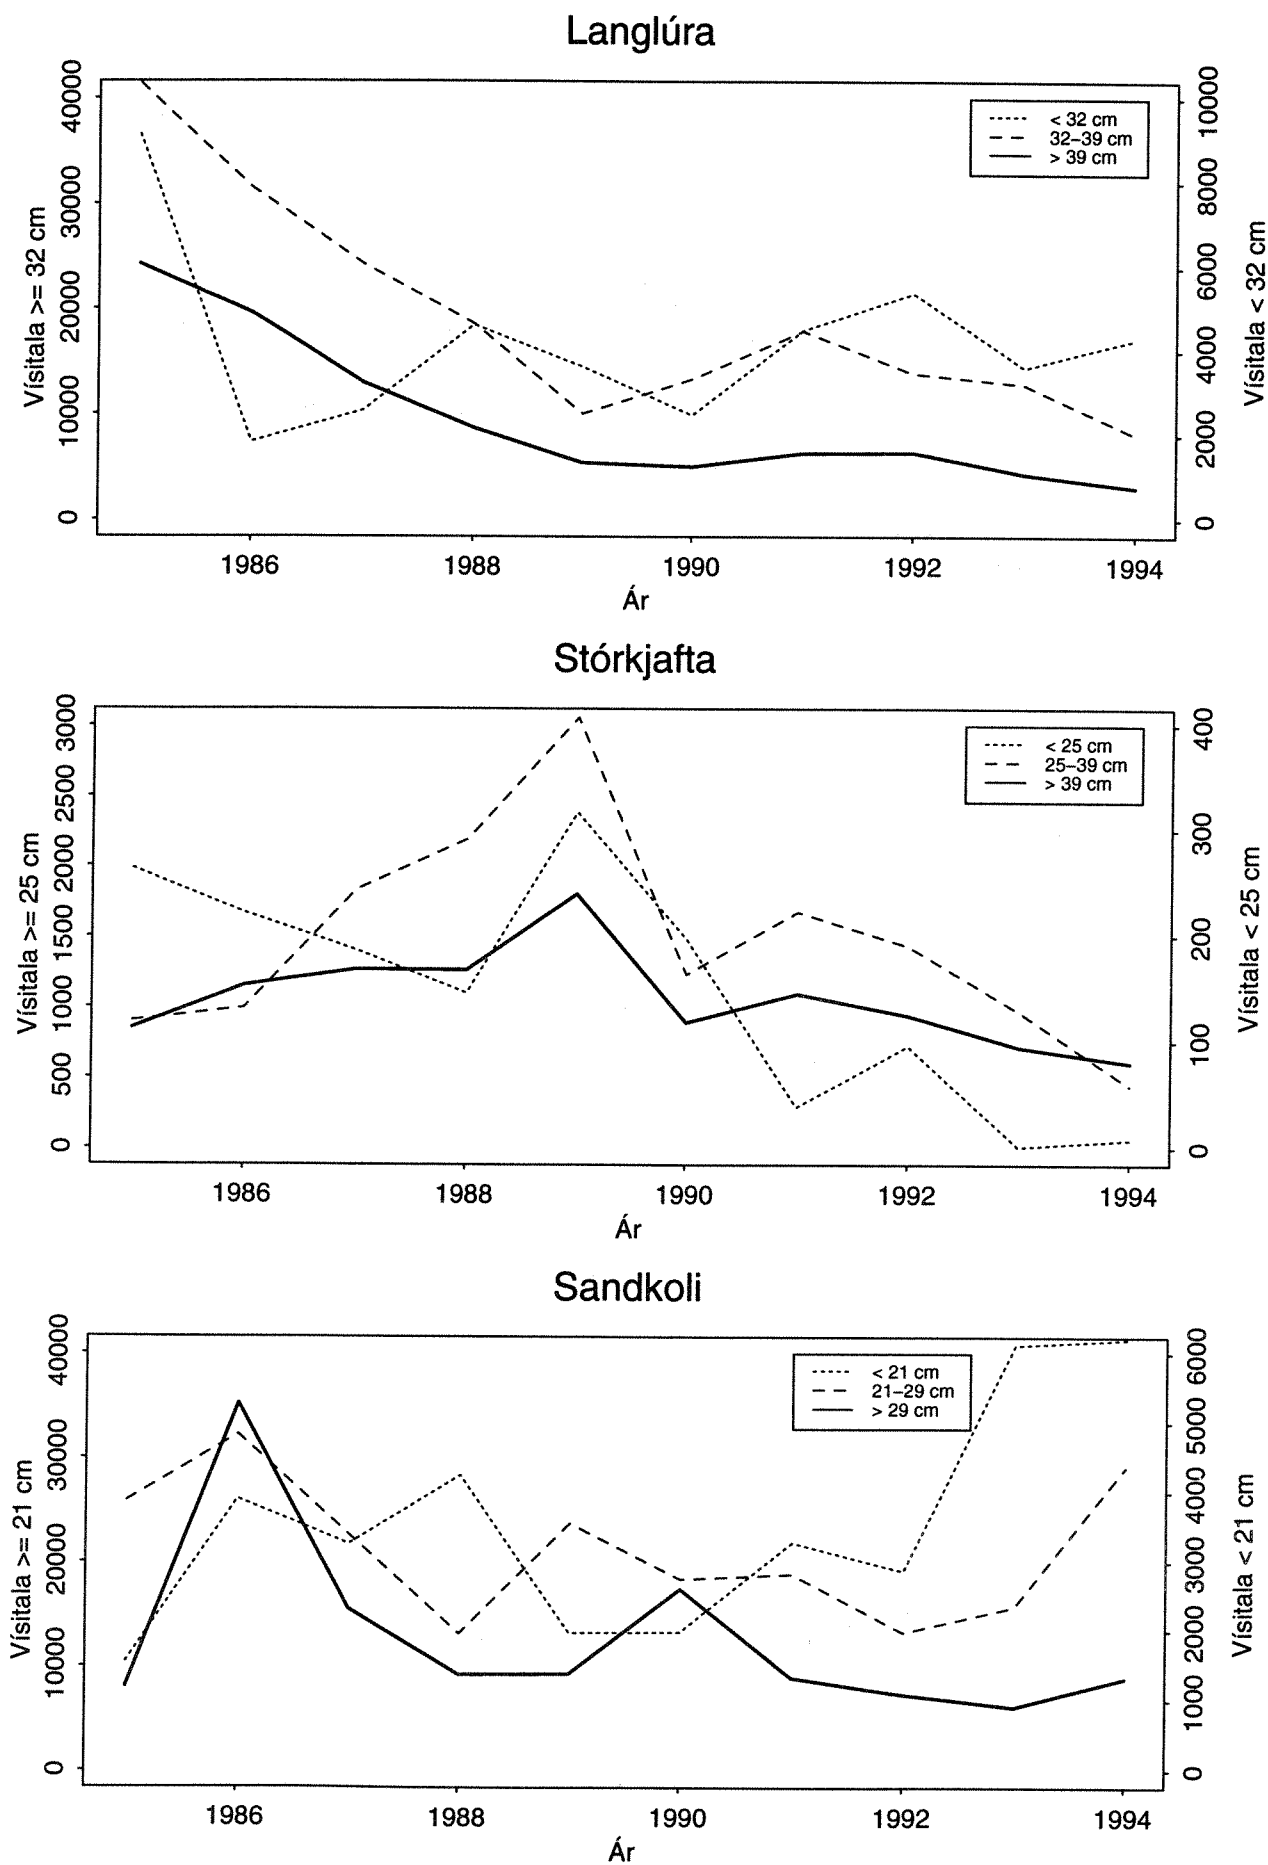 Langlúra
40000
30000
20000
10000
0
Vísitala >= 32 cm
< 32 cm
32–39 cm
> 39 cm
10000
8000
6000
4000
2000
0
Vísitala < 32 cm
1986 1988 1990 1992 1994
Ár
Stórkjafta
3000
2500
2000
1500
1000
500
0
Vísitala >= 25 cm
< 25 cm
25–39 cm
> 39 cm
400
300
200
100
0
Vísitala < 25 cm
1986 1988 1990 1992 1994
Ár
Sandkoli
40000
30000
20000
10000
0
Vísitala >= 21 cm
< 21 cm
21–29 cm
> 29 cm
6000
5000
4000
3000
2000
1000
0
Vísitala < 21 cm
1986 1988 1990 1992 1994
Ár